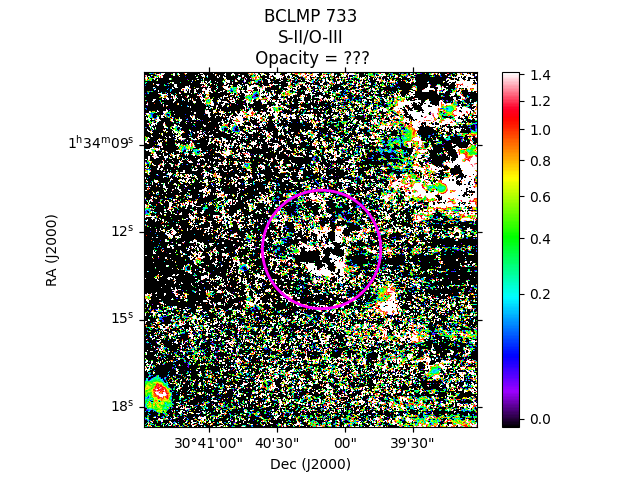 BCLMP 733
S-II/O-III
Opacity = ???
1.4
1.2
1.0
0.8
0.6
0.4
0.2
0.0
1ʰ34ᵐ09ˢ
12ˢ
15ˢ
18ˢ
RA (J2000)
30°41'00" 40'30" 00" 39'30"
Dec (J2000)